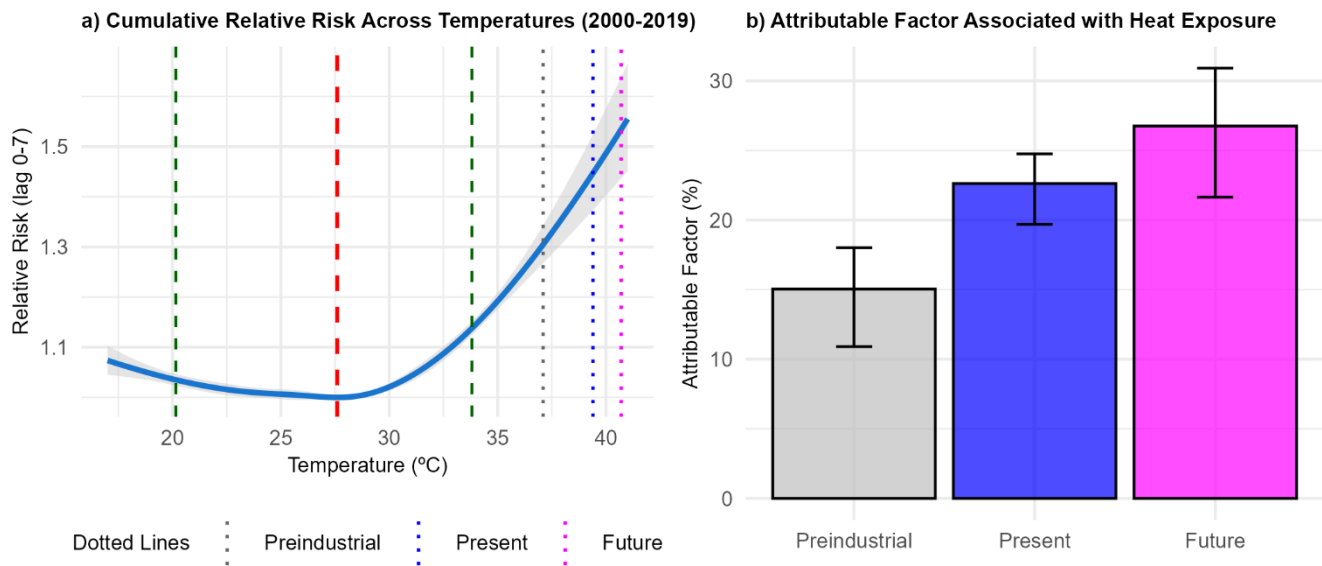 a) Cumulative Relative Risk Across Temperatures (2000-2019)
Relative Risk (lag 0-7)
1.5
1.3
1.1
20
25
30
35
40
Temperature (ºC)
Dotted Lines
Preindustrial
Present
Future
b) Attributable Factor Associated with Heat Exposure
Attributable Factor (%)
30
20
10
0
Preindustrial
Present
Future